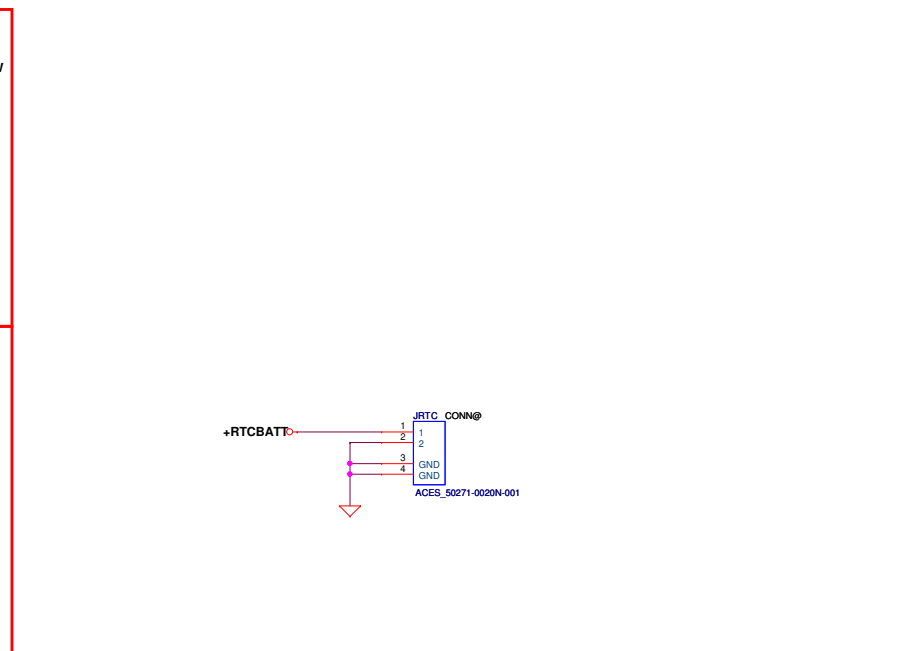 JRTC CONN@
+RTCBATT
1
1
2
2
3
GND
4
GND
ACES_50271-0020N-001